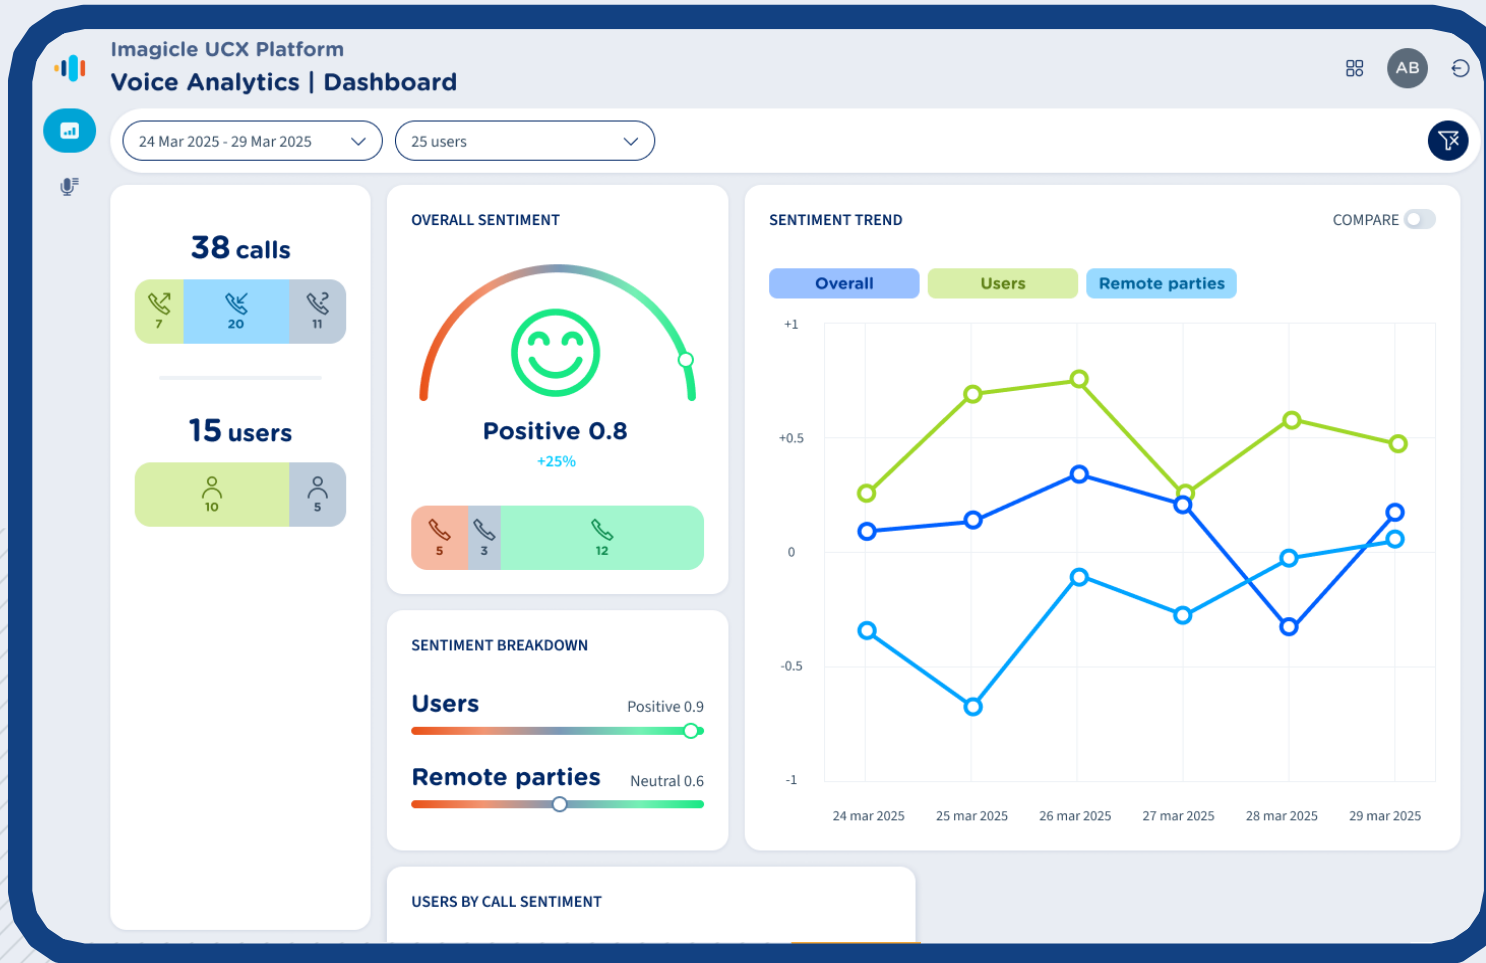 Imagicle UCX Platform
Voice Analytics | Dashboard
AB
24 Mar 2025 - 29 Mar 2025
25 users
38 calls
7
20
11
15 users
10
5
OVERALL SENTIMENT
Positive 0.8
+25%
5
3
12
SENTIMENT BREAKDOWN
Users
Positive 0.9
Remote parties
Neutral 0.6
SENTIMENT TREND
COMPARE
Overall
Users
Remote parties
+1
+0.5
0
-0.5
-1
24 mar 2025
25 mar 2025
26 mar 2025
27 mar 2025
28 mar 2025
29 mar 2025
USERS BY CALL SENTIMENT